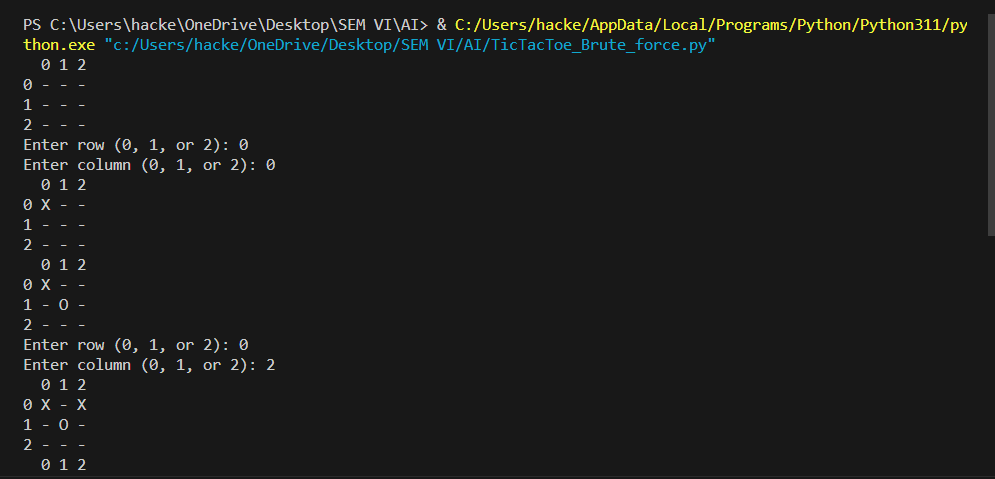 PS C:\Users\hacke\OneDrive\Desktop\SEM VI\AI> & C:/Users/hacke/AppData/Local/Programs/Python/Python311/py
thon.exe "c:/Users/hacke/OneDrive/Desktop/SEM VI/AI/TicTacToe_Brute_force.py"
  0 1 2
0 - - -
1 - - -
2 - - -
Enter row (0, 1, or 2): 0
Enter column (0, 1, or 2): 0
  0 1 2
0 X - -
1 - - -
2 - - -
  0 1 2
0 X - -
1 - O -
2 - - -
Enter row (0, 1, or 2): 0
Enter column (0, 1, or 2): 2
  0 1 2
0 X - X
1 - O -
2 - - -
  0 1 2